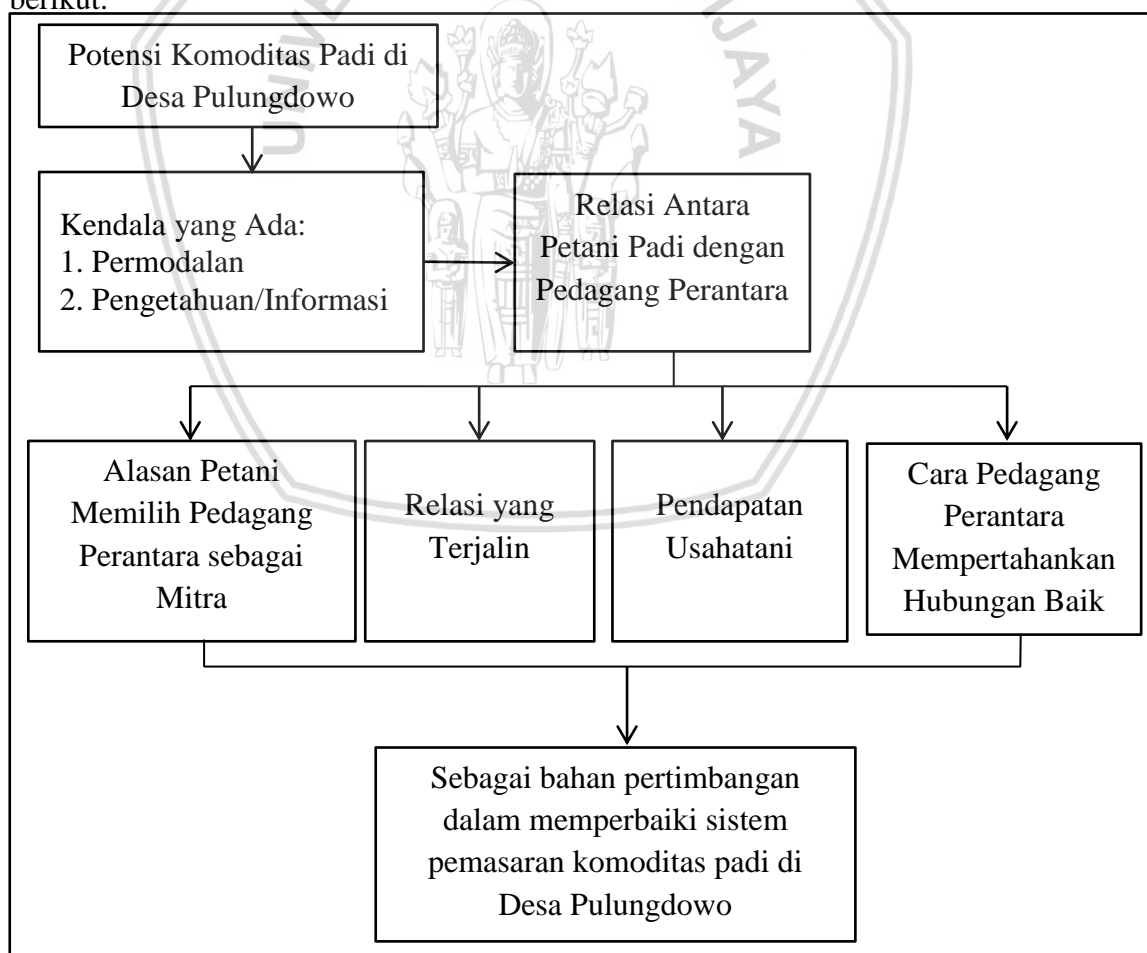 berikut:
Potensi Komoditas Padi di
Desa Pulungdowo
Kendala yang Ada:
1. Permodalan
2. Pengetahuan/Informasi
Relasi Antara
Petani Padi dengan
Pedagang Perantara
Alasan Petani
Memilih Pedagang
Perantara sebagai
Mitra
Relasi yang
Terjalin
Pendapatan
Usahatani
Cara Pedagang
Perantara
Mempertahankan
Hubungan Baik
Sebagai bahan pertimbangan
dalam memperbaiki sistem
pemasaran komoditas padi di
Desa Pulungdowo